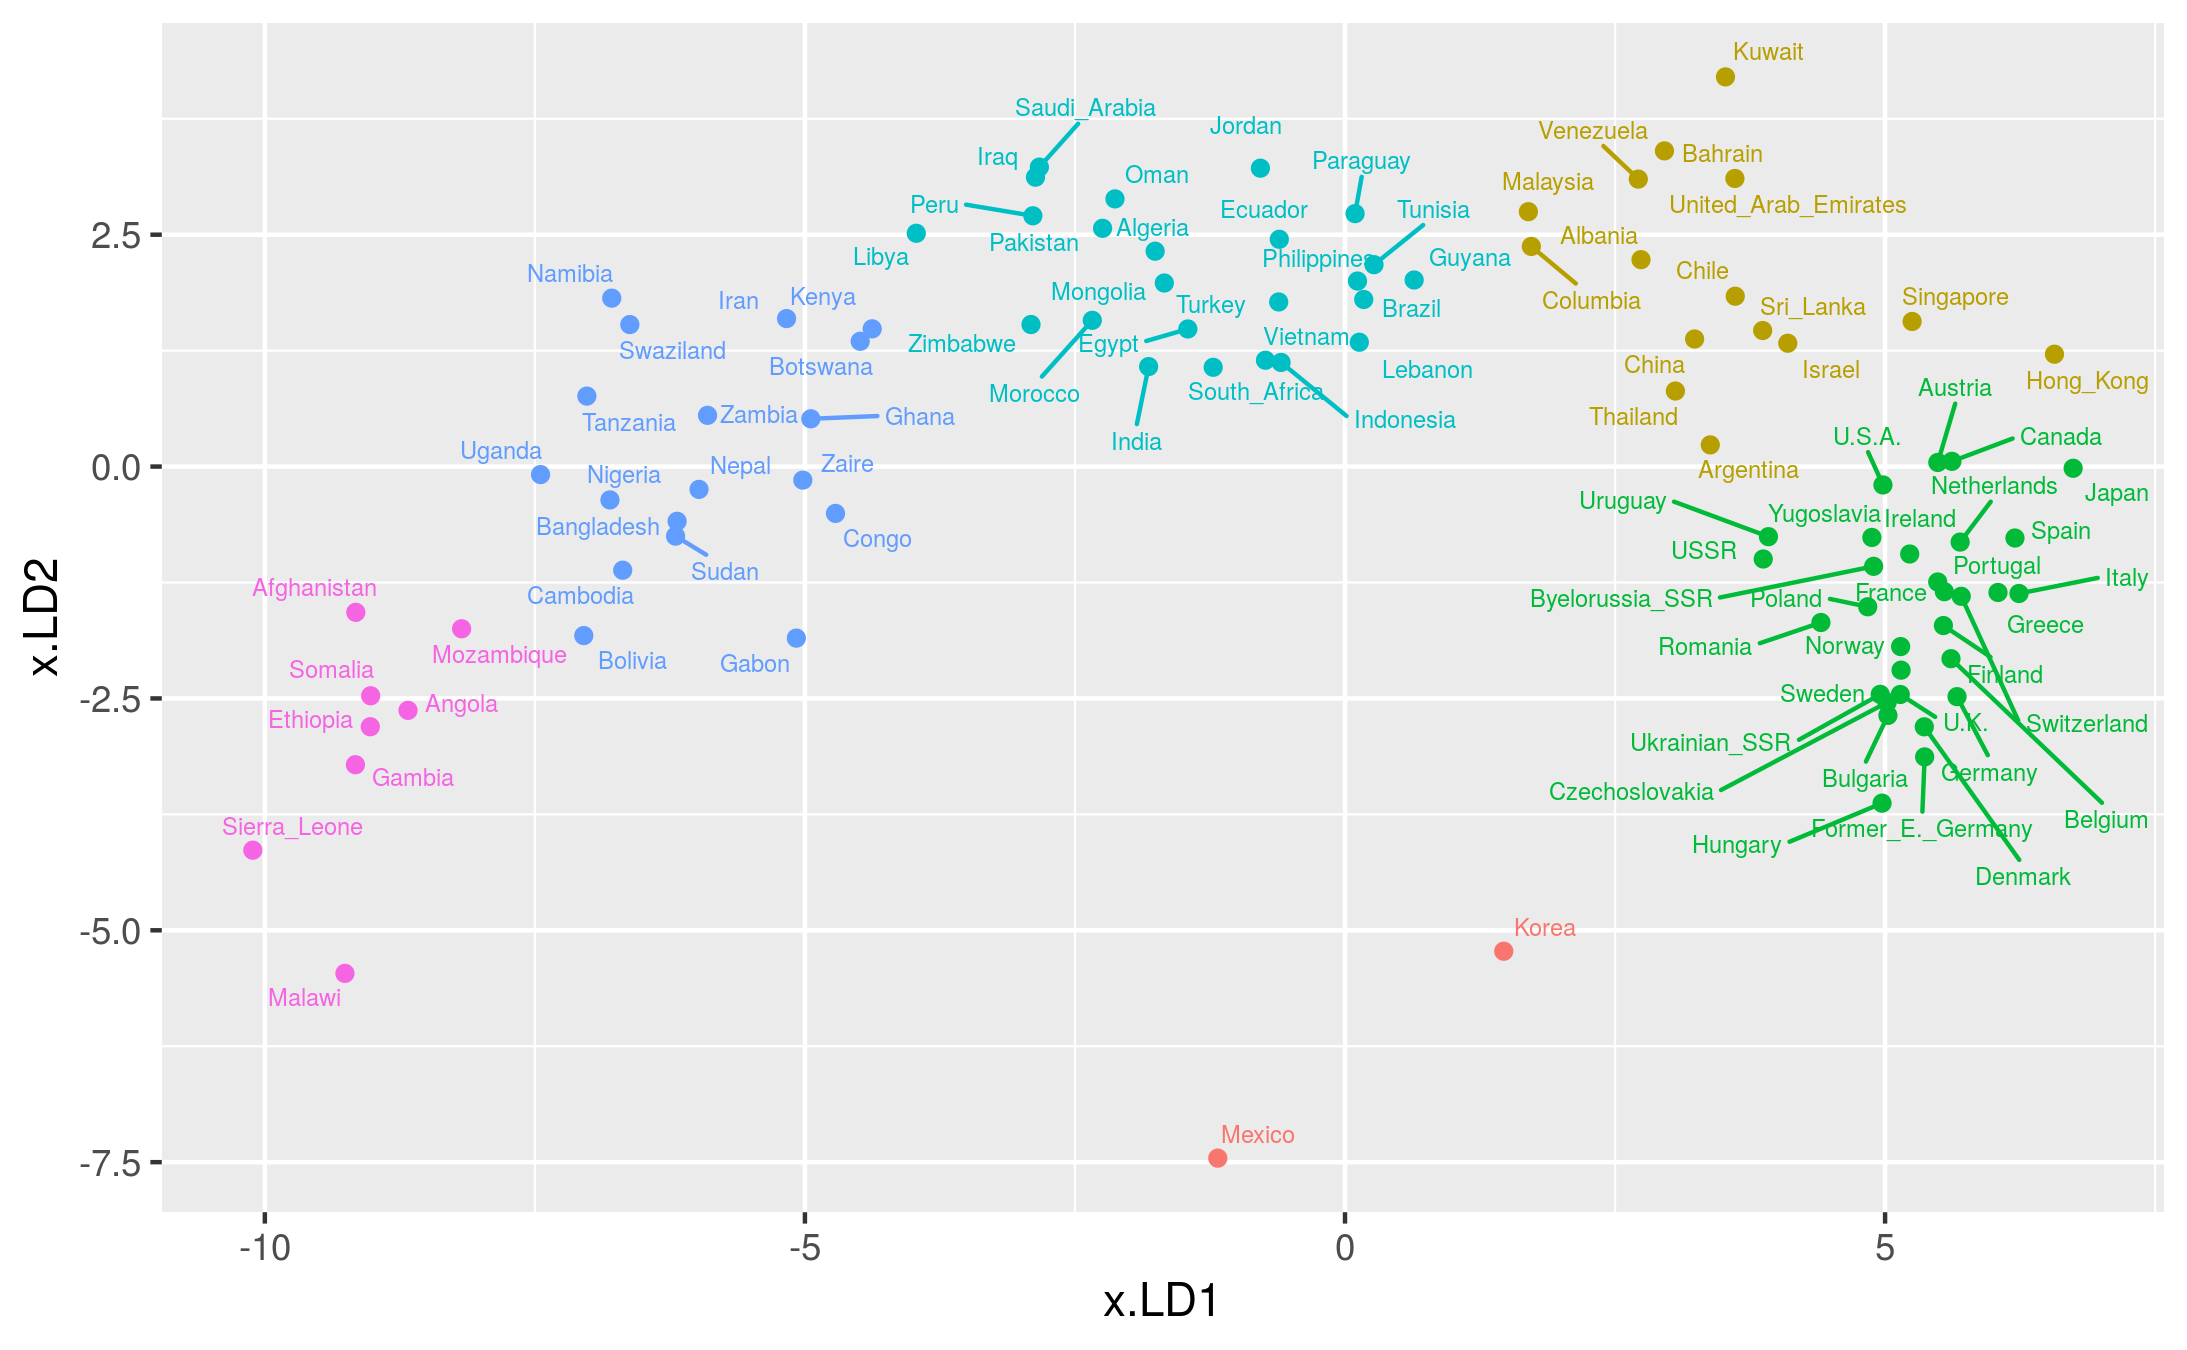 Kuwait
Saudi_Arabia
Jordan
Venezuela
Iraq
Paraguay
Bahrain
Oman
Malaysia
Peru
Ecuador
Tunisia
United_Arab_Emirates
2.5
Pakistan
Algeria
Albania
Libya
Philippines
Guyana
Chile
Namibia
Iran
Kenya
Mongolia
Turkey
Brazil
Columbia
Sri_Lanka
Singapore
Swaziland
Zimbabwe
Egypt
Vietnam
Botswana
China
Israel
Lebanon
Hong_Kong
Morocco
South_Africa
Austria
Tanzania
Zambia
Ghana
Indonesia
Thailand
Uganda
India
U.S.A.
Canada
0.0
Nigeria
Nepal
Zaire
Argentina
Netherlands
Japan
Uruguay
Bangladesh
Yugoslavia
Ireland
Spain
Congo
USSR
Sudan
Portugal
Italy
Afghanistan
Cambodia
Byelorussia_SSR
Poland
France
Greece
Mozambique
Bolivia
Gabon
Romania
Norway
Somalia
Finland
-2.5
Ethiopia
Angola
Sweden
U.K.
Switzerland
Ukrainian_SSR
Gambia
Bulgaria
Germany
Czechoslovakia
Sierra_Leone
Former_E._Germany
Belgium
Hungary
Denmark
-5.0
Korea
Malawi
Mexico
-7.5
-10
-5
0
5
x.LD1
x.LD2